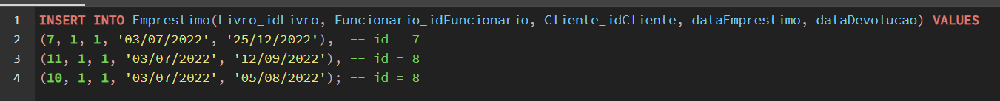 1 INSERT INTO Emprestimo(Livro_idLivro, Funcionario_idFuncionario, Cliente_idCliente, dataEmprestimo, dataDevolucao) VALUES
2 (7, 1, 1, '03/07/2022', '25/12/2022'),  -- id = 7
3 (11, 1, 1, '03/07/2022', '12/09/2022'), -- id = 8
4 (10, 1, 1, '03/07/2022', '05/08/2022'); -- id = 8